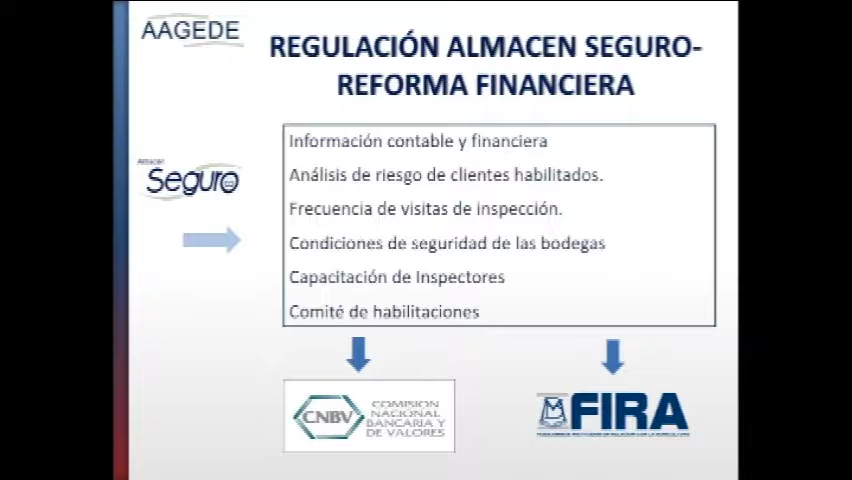 AAGEDE
REGULACIÓN ALMACEN SEGURO-
REFORMA FINANCIERA
Información contable y financiera
Almacen
Seguro
Análisis de riesgo de clientes habilitados.
Frecuencia de visitas de inspección.
Condiciones de seguridad de las bodegas
Capacitación de Inspectores
Comité de habilitaciones
CNBV
COMISION
NACIONAL
BANCARIA Y
DE VALORES
FIRA